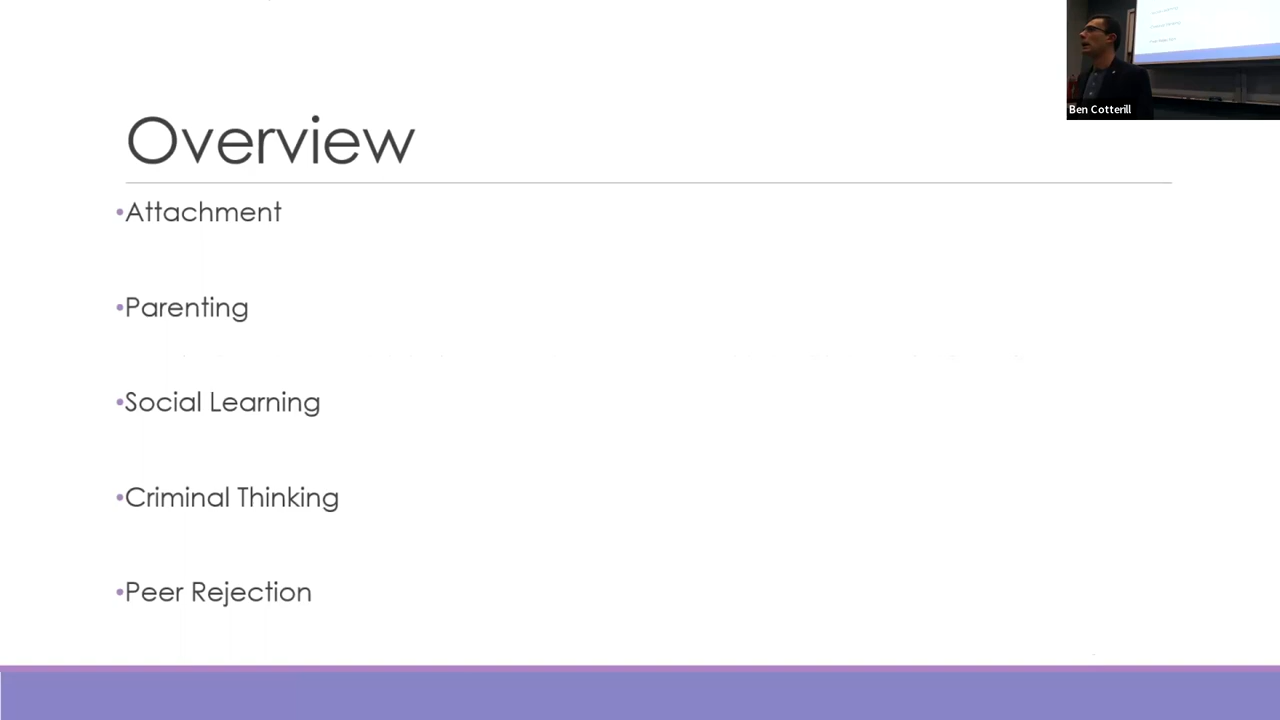 Overview
•Attachment
•Parenting
•Social Learning
•Criminal Thinking
•Peer Rejection
Ben Cotterill